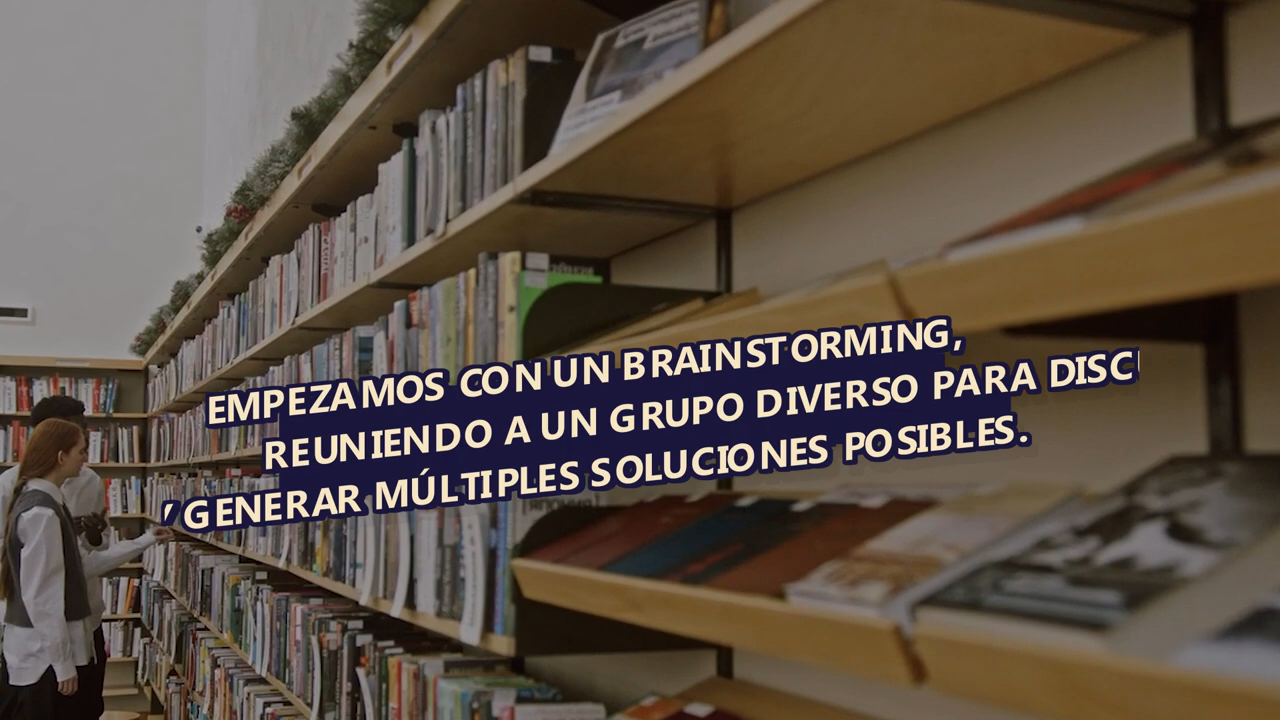 EMPEZAMOS CON UN BRAINSTORMING,
REUNIENDO A UN GRUPO DIVERSO PARA
GENERAR MÚLTIPLES SOLUCIONES POSIBLES.